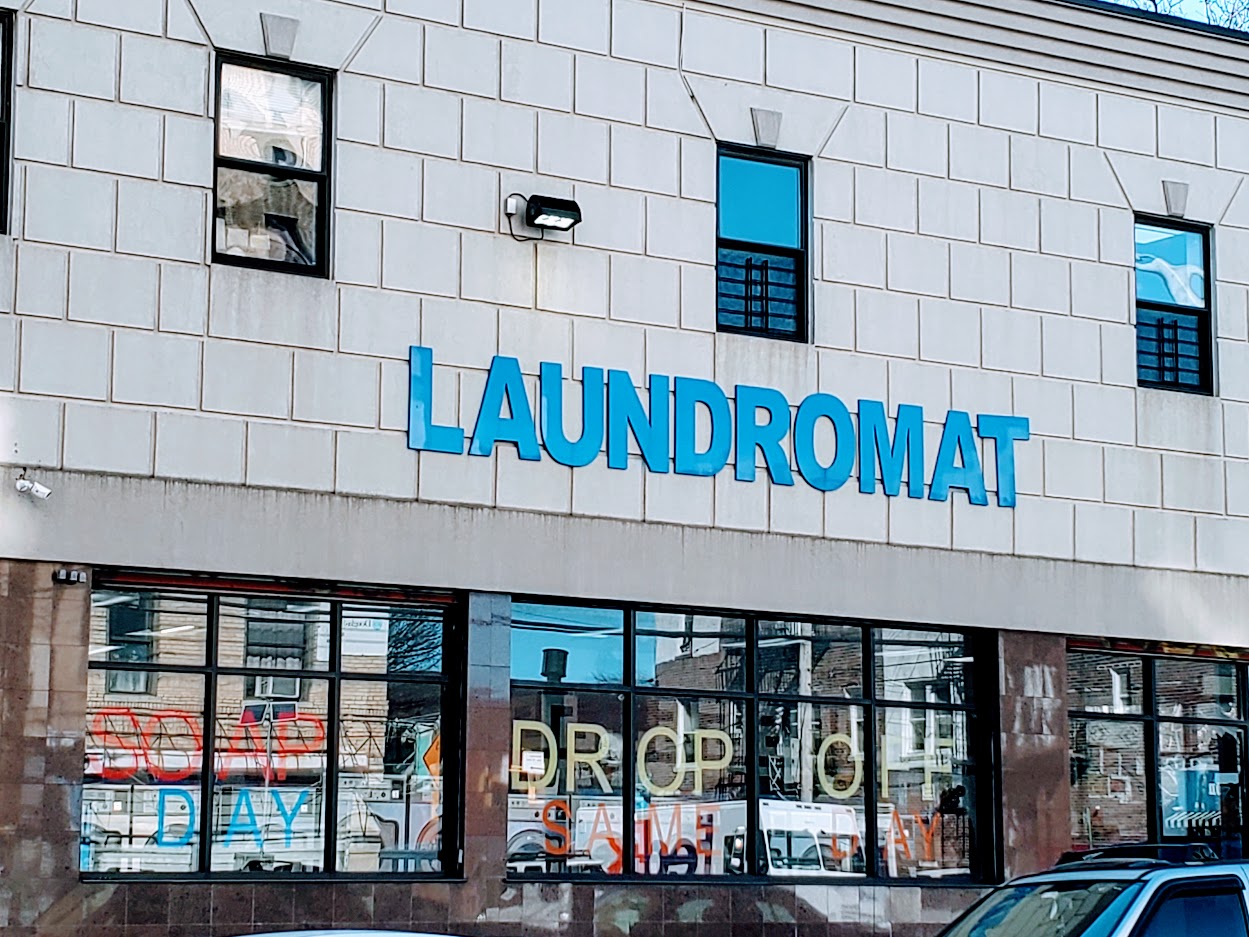 LAUNDROMAT
SOAP
DAY
DROP OFF
SAME DAY